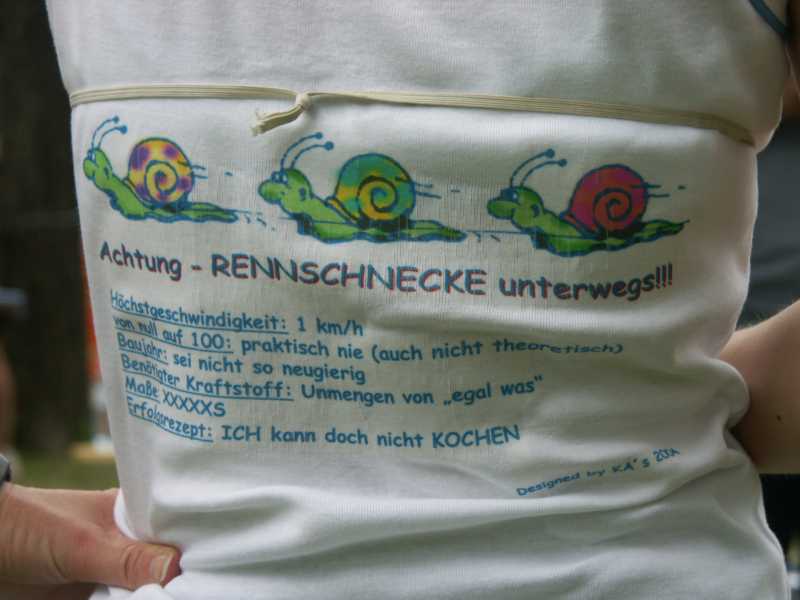 Achtung - RENNSCHNECKE unterwegs!!!
Höchstgeschwindigkeit: 1 km/h
von null auf 100: praktisch nie (auch nicht theoretisch)
Baujahr: sei nicht so neugierig
Benötigter Kraftstoff: Unmengen von „egal was"
Maße XXXXXS
Erfolgsrezept: ICH kann doch nicht KOCHEN
Designed by KA´s